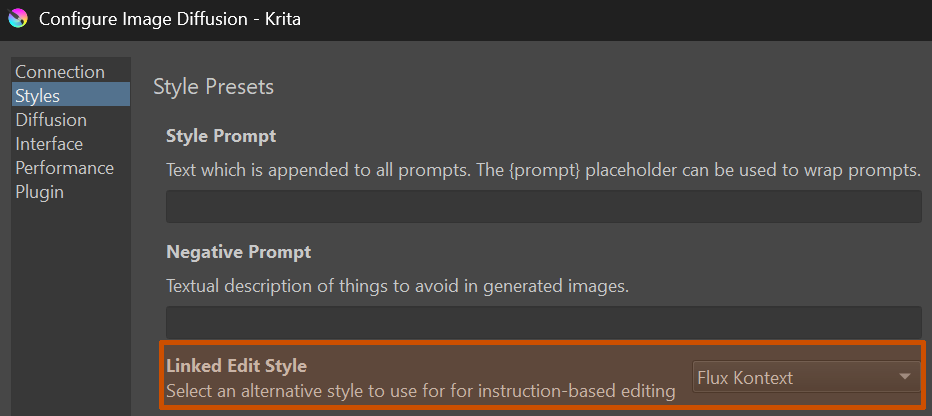 Configure Image Diffusion - Krita
Connection
Styles
Diffusion
Interface
Performance
Plugin
Style Presets
Style Prompt
Text which is appended to all prompts. The {prompt} placeholder can be used to wrap prompts.
Negative Prompt
Textual description of things to avoid in generated images.
Linked Edit Style
Select an alternative style to use for for instruction-based editing
Flux Kontext